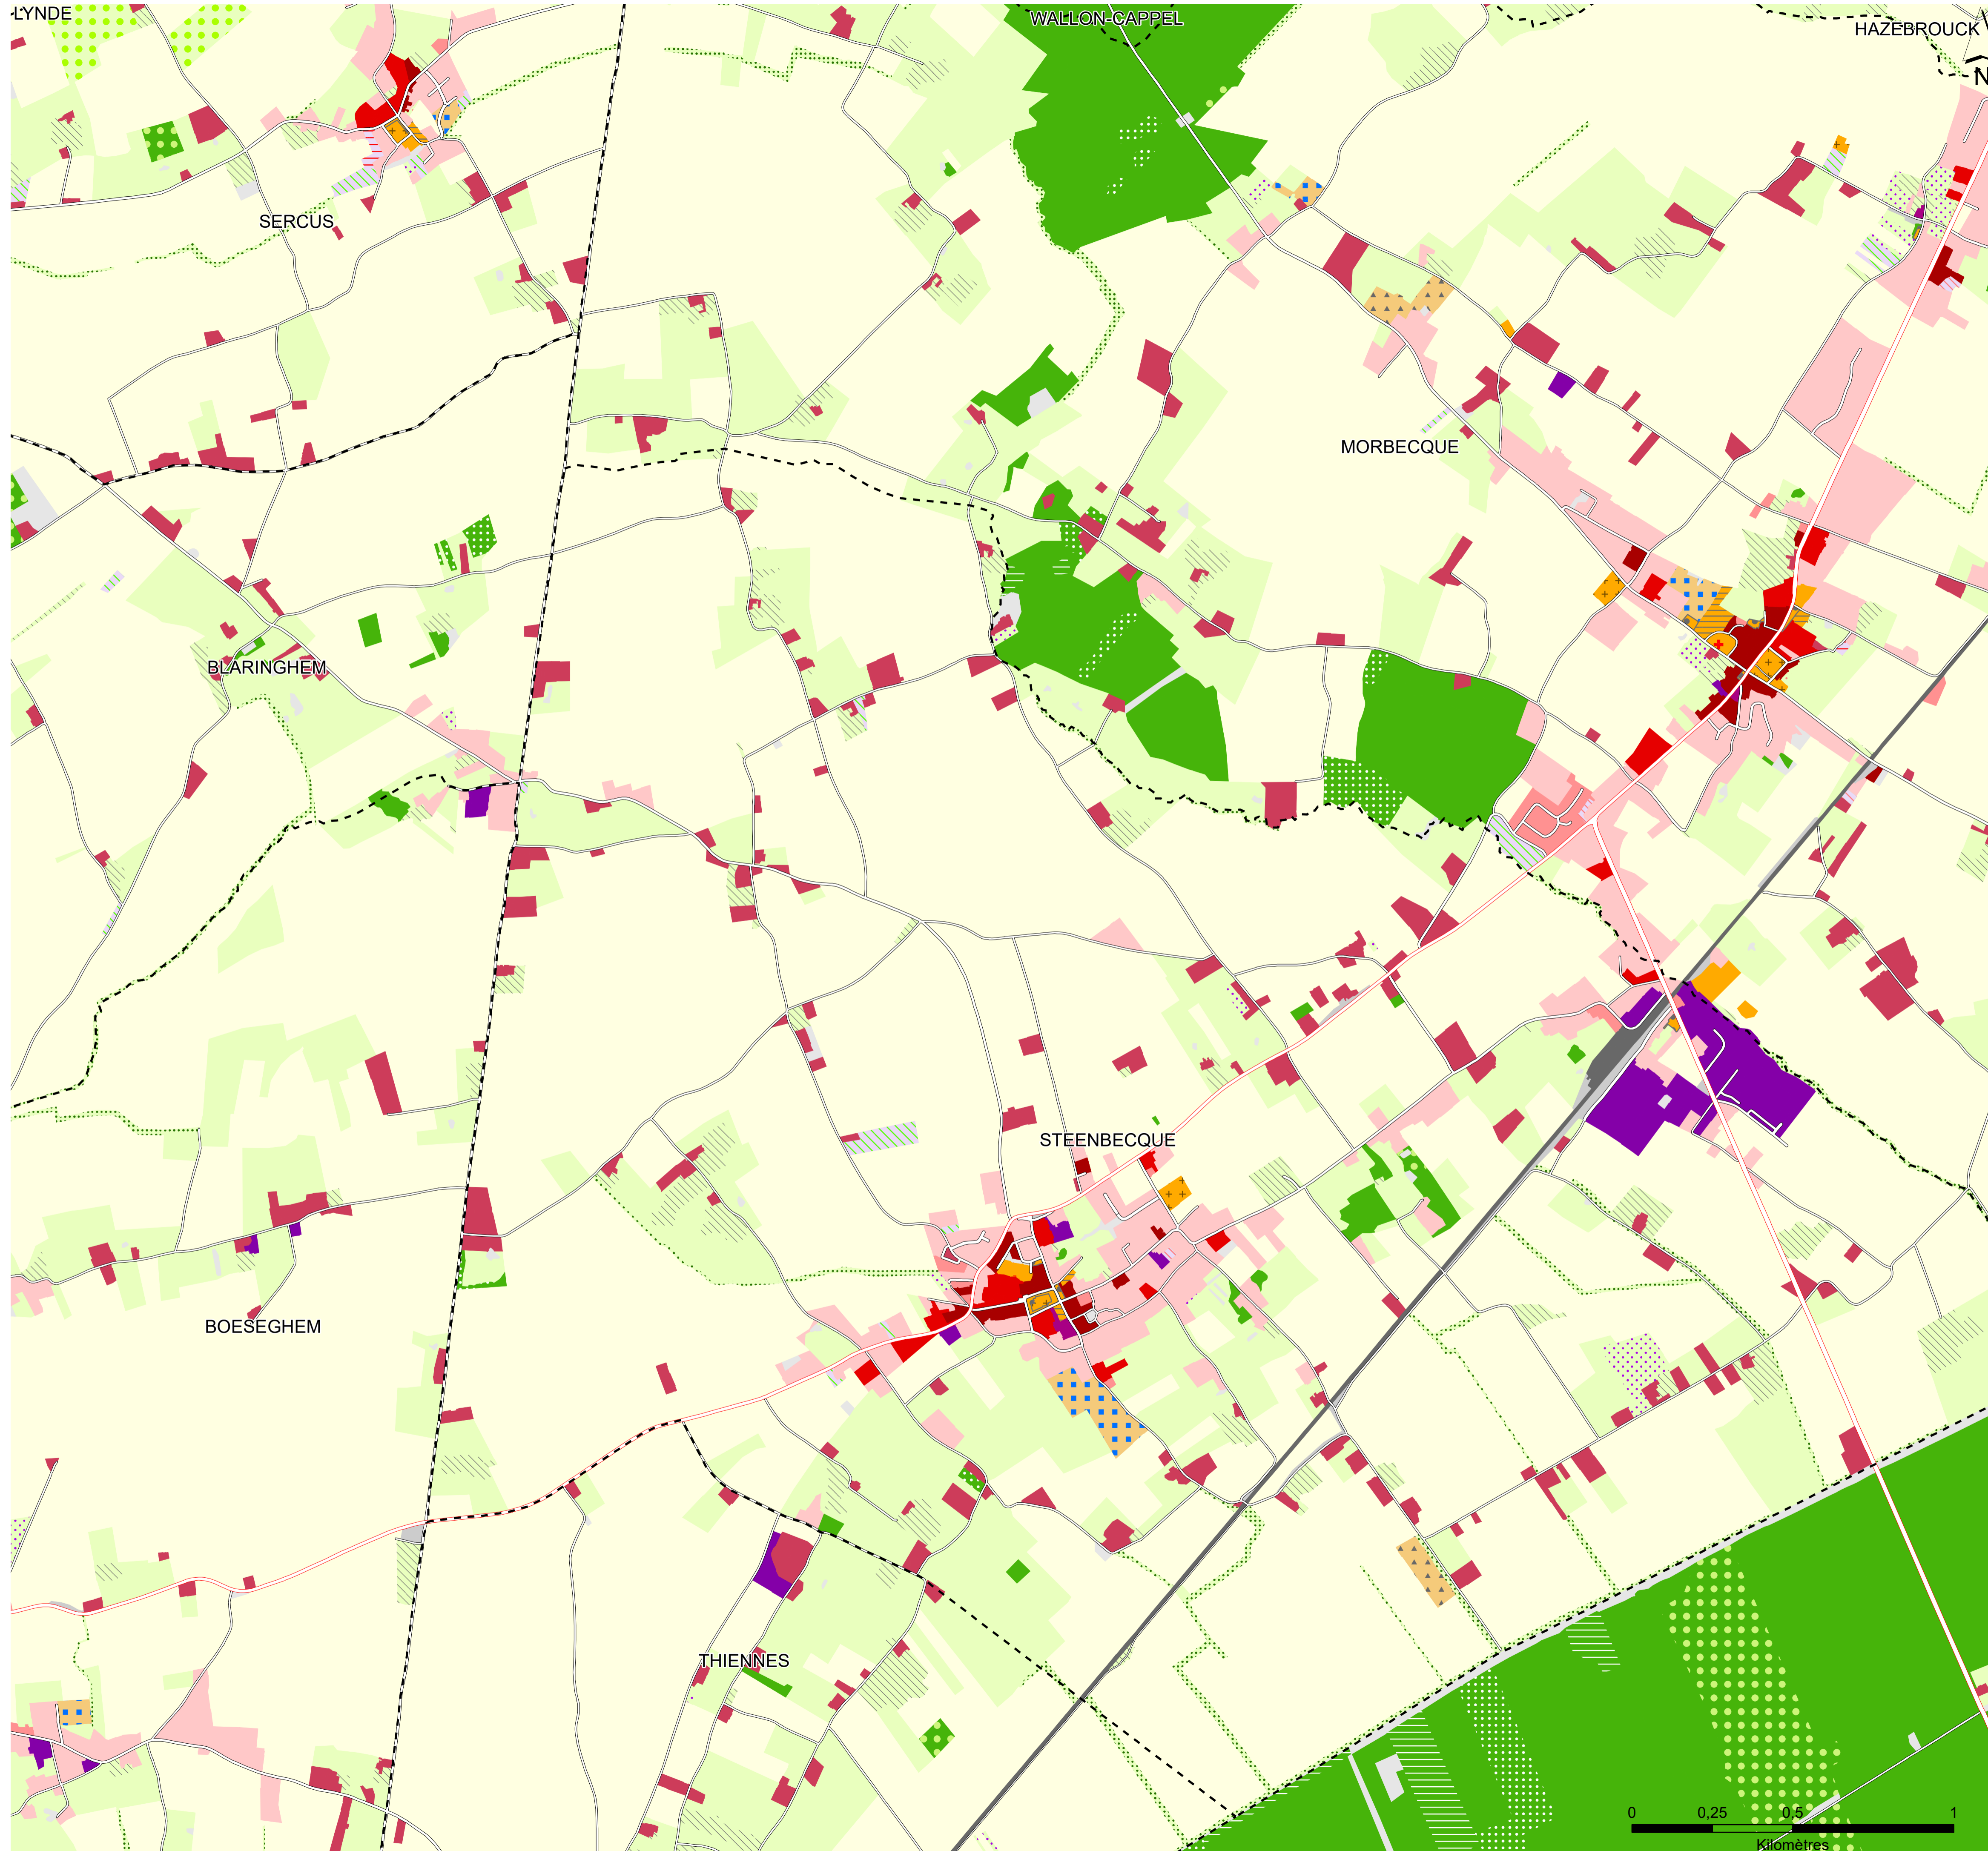 LYNDE
WALLON-CAPPEL
HAZEBROUCK
N
SERCUS
MORBECQUE
BLARINGHEM
STEENBECQUE
BOESEGHEM
THIENNES
0 0,25 0,5 1
Kilomètres